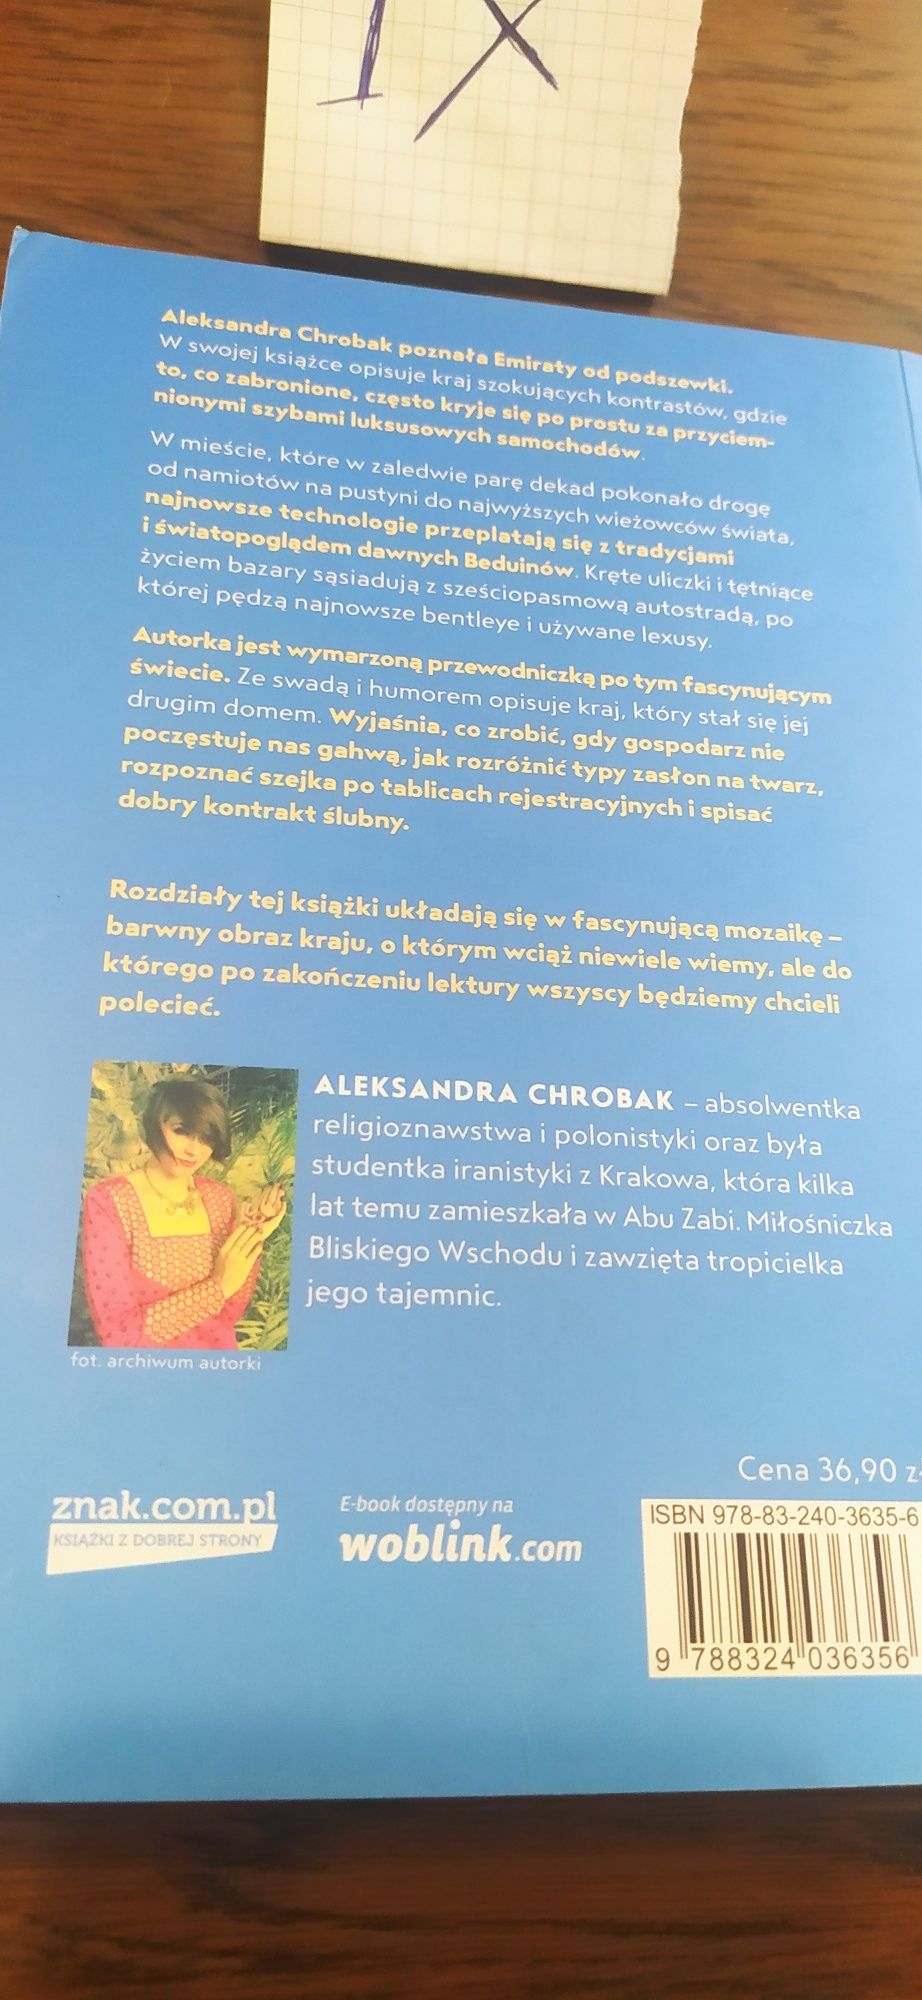 IX
Aleksandra Chrobak poznała Emiraty od podszewki.
W swojej książce opisuje kraj szokujących kontrastów, gdzie
to, co zabronione, często kryje się po prostu za przyciem-
nionymi szybami luksusowych samochodów.
W mieście, które w zaledwie parę dekad pokonało drogę
od namiotów na pustyni do najwyższych wieżowców świata,
najnowsze technologie przeplatają się z tradycjami
i światopoglądem dawnych Beduinów. Kręte uliczki i tętniące
życiem bazary sąsiadują z sześciopasmową autostradą, po
której pędzą najnowsze bentleye i używane lexusy.
Autorka jest wymarzoną przewodniczką po tym fascynującym
świecie. Ze swadą i humorem opisuje kraj, który stał się jej
drugim domem. Wyjaśnia, co zrobić, gdy gospodarz nie
poczęstuje nas gahwą, jak rozróżnić typy zasłon na twarz,
rozpoznać szejka po tablicach rejestracyjnych i spisać
dobry kontrakt ślubny.
Rozdziały tej książki układają się w fascynującą mozaikę –
barwny obraz kraju, o którym wciąż niewiele wiemy, ale do
którego po zakończeniu lektury wszyscy będziemy chcieli
polecieć.
ALEKSANDRA CHROBAK – absolwentka
religioznawstwa i polonistyki oraz była
studentka iranistyki z Krakowa, która kilka
lat temu zamieszkała w Abu Zabi. Miłośniczka
Bliskiego Wschodu i zawzięta tropicielka
jego tajemnic.
fot. archiwum autorki
Cena 36,90 z
znak.com.pl
KSIĄŻKI Z DOBREJ STRONY
E-book dostępny na
woblink.com
ISBN 978-83-240-3635-6
9 788324 036356